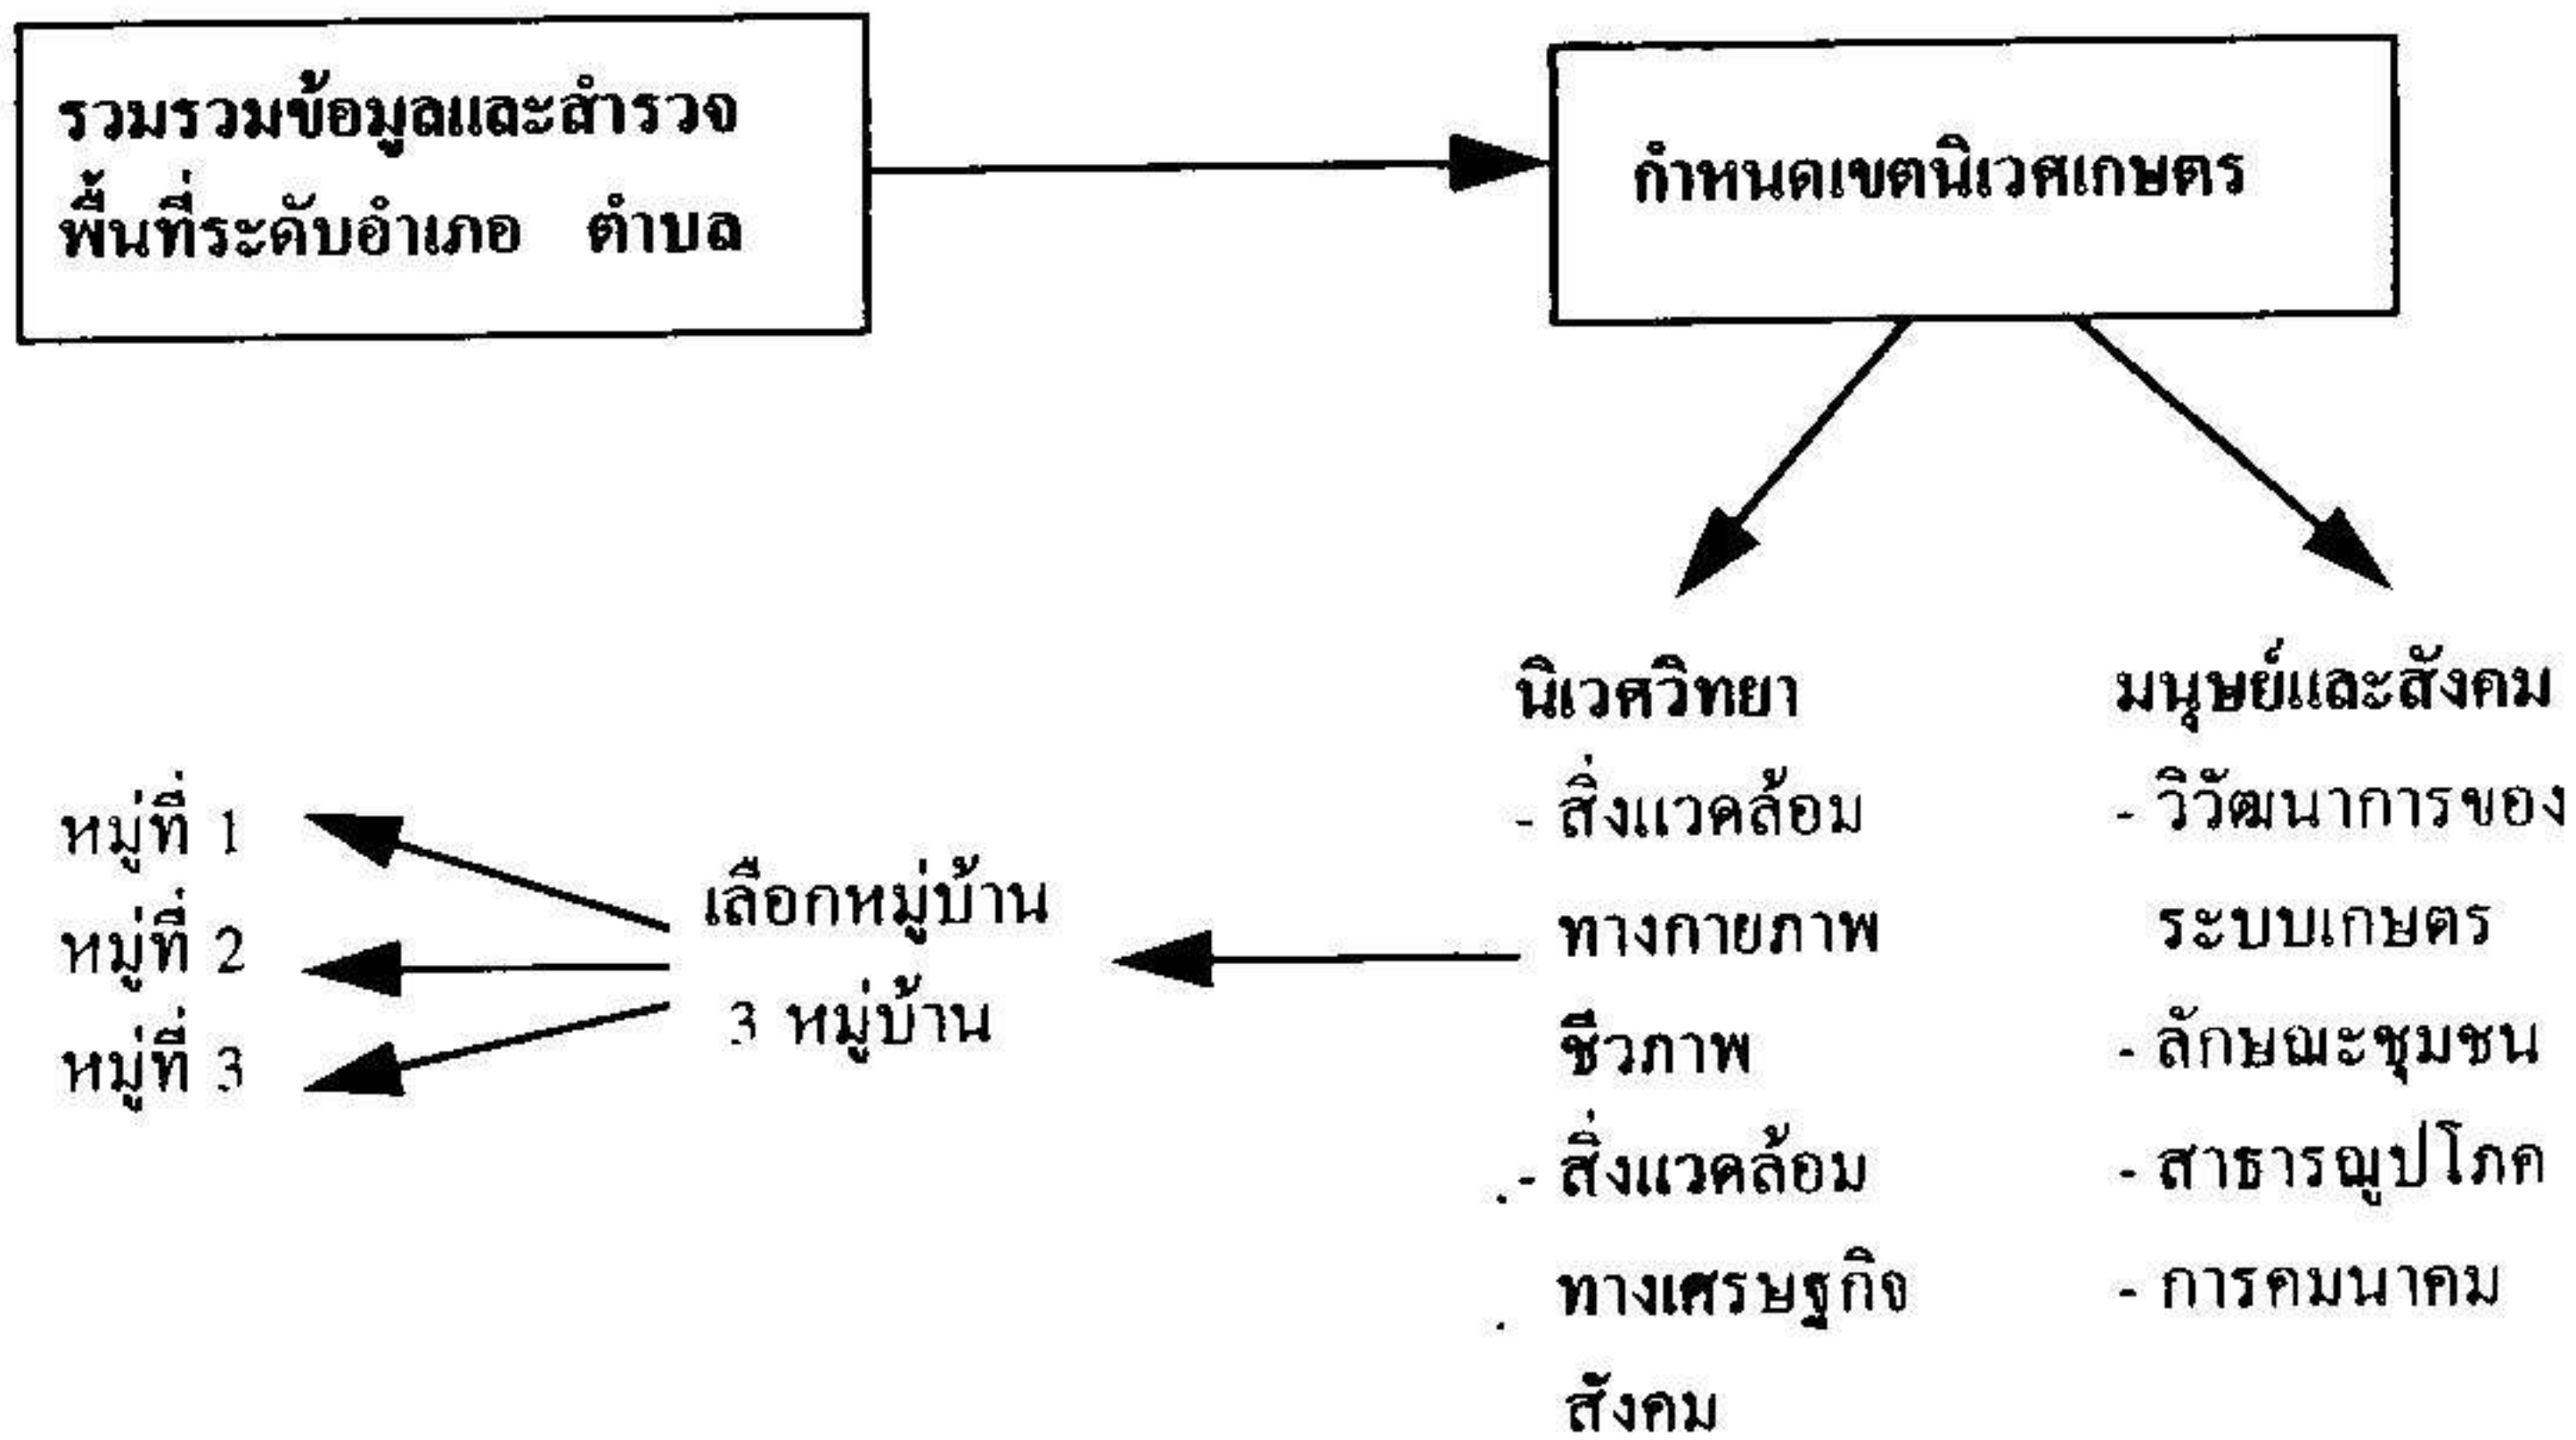 รวมรวมข้อมูลและสำรวจ
พื้นที่ระดับอำเภอ ตำบล
กำหนดเขตนิเวศเกษตร
นิเวศวิทยา
- สิ่งแวดล้อม
ทางกายภาพ
ชีวภาพ
- สิ่งแวดล้อม
ทางเศรษฐกิจ
สังคม
มนุษย์และสังคม
- วิวัฒนาการของ
ระบบเกษตร
- ลักษณะชุมชน
- สาธารณูปโภค
- การคมนาคม
เลือกหมู่บ้าน
3 หมู่บ้าน
หมู่ที่ 1
หมู่ที่ 2
หมู่ที่ 3